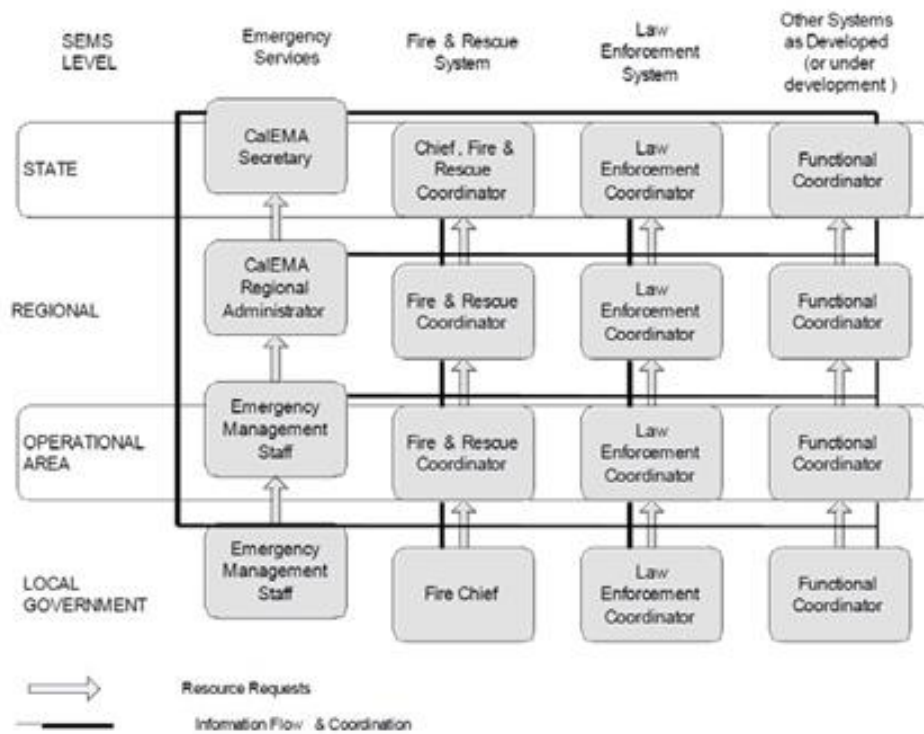 SEMS
LEVEL
Emergency
Services
Fire & Rescue
System
Law
Enforcement
System
Other Systems
as Developed
(or under
development )
STATE
CalEMA
Secretary
Chief, Fire &
Rescue
Coordinator
Law
Enforcement
Coordinator
Functional
Coordinator
REGIONAL
CalEMA
Regional
Administrator
Fire & Rescue
Coordinator
Law
Enforcement
Coordinator
Functional
Coordinator
OPERATIONAL
AREA
Emergency
Management
Staff
Fire & Rescue
Coordinator
Law
Enforcement
Coordinator
Functional
Coordinator
LOCAL
GOVERNMENT
Emergency
Management
Staff
Fire Chief
Law
Enforcement
Coordinator
Functional
Coordinator
Resource Requests
Information Flow & Coordination